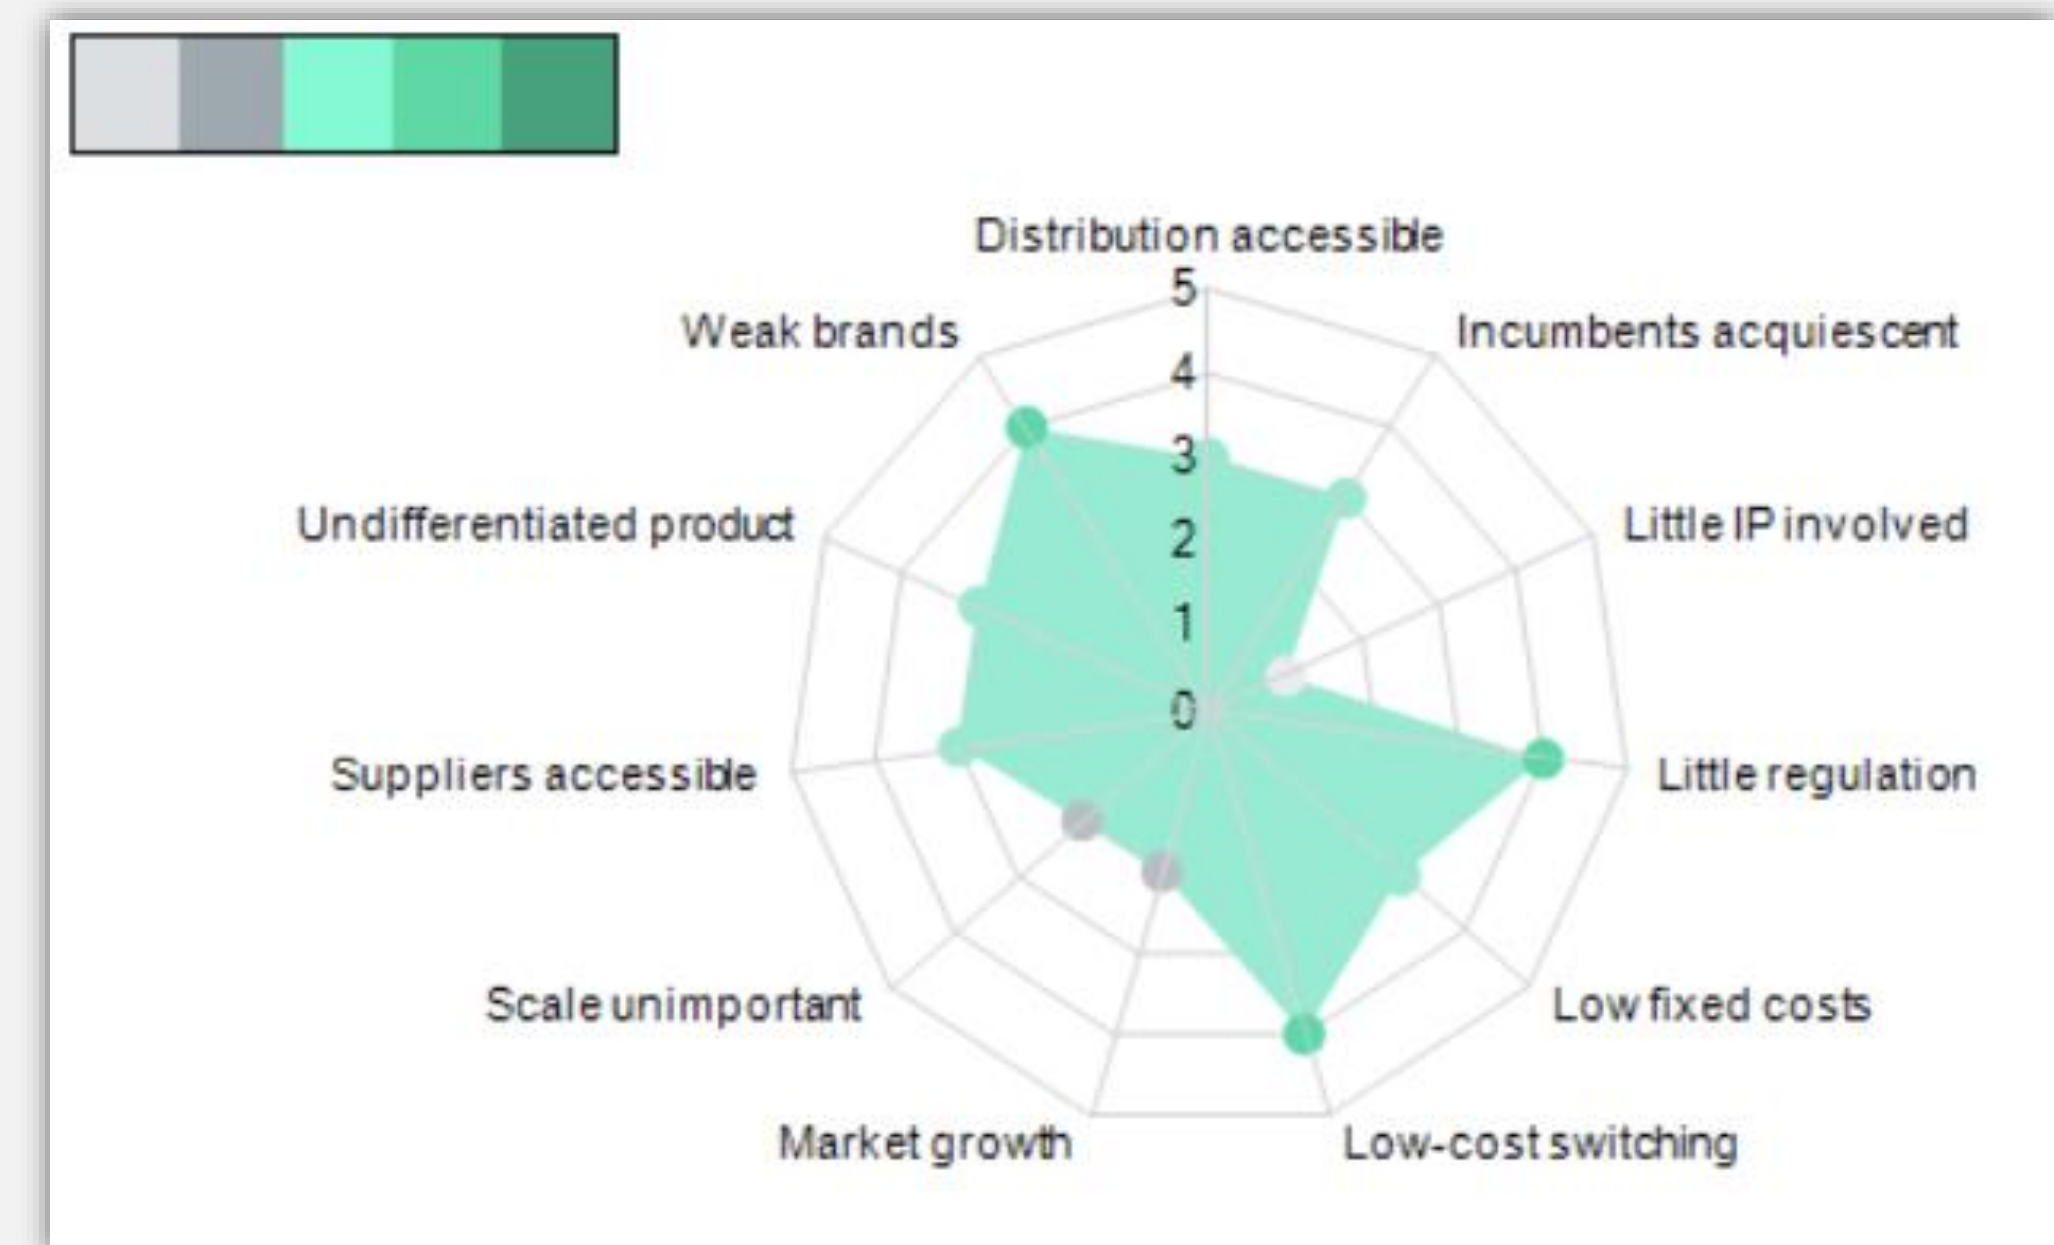 Distribution accessible
5
Weak brands
Incumbents acquiescent
4
3
Undifferentiated product
Little IP involved
2
1
0
Suppliers accessible
Little regulation
Scale unimportant
Low fixed costs
Market growth
Low-cost switching